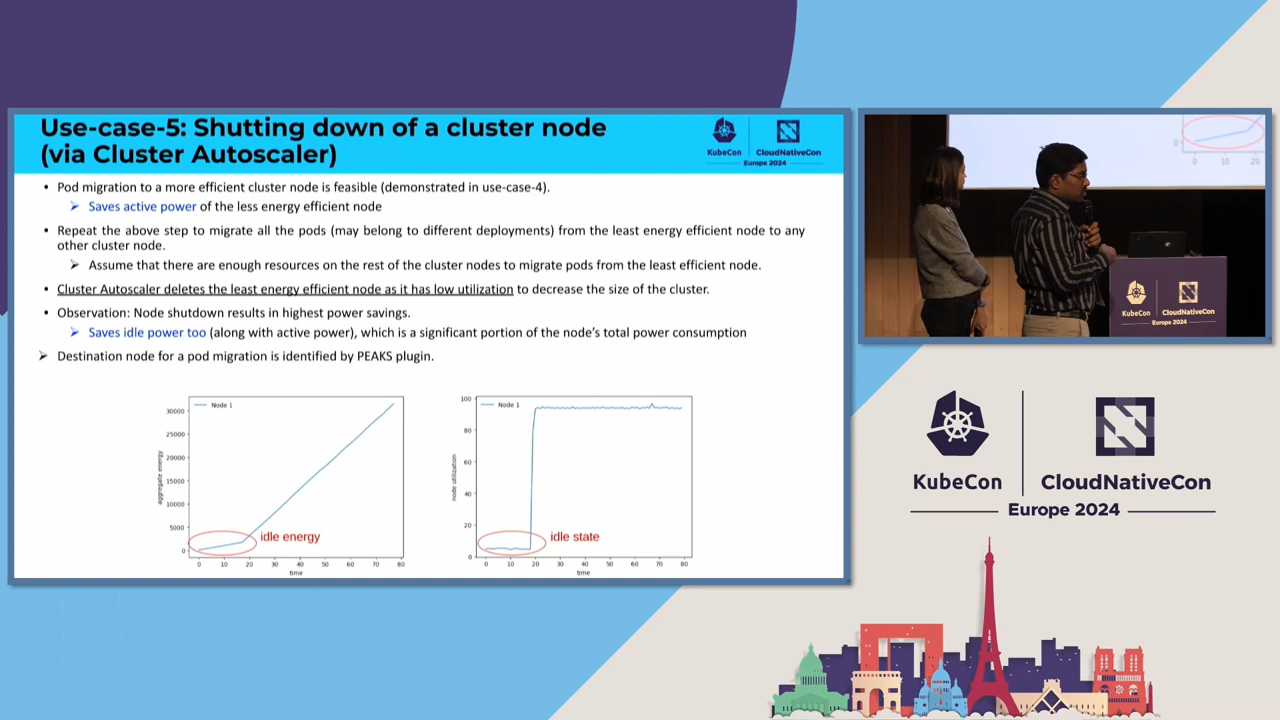 Use-case-5: Shutting down of a cluster node
(via Cluster Autoscaler)
KubeCon
CloudNativeCon
Europe 2024
• Pod migration to a more efficient cluster node is feasible (demonstrated in use-case-4).
➢ Saves active power of the less energy efficient node
• Repeat the above step to migrate all the pods (may belong to different deployments) from the least energy efficient node to any
other cluster node.
➢ Assume that there are enough resources on the rest of the cluster nodes to migrate pods from the least efficient node.
• Cluster Autoscaler deletes the least energy efficient node as it has low utilization to decrease the size of the cluster.
• Observation: Node shutdown results in highest power savings.
➢ Saves idle power too (along with active power), which is a significant portion of the node's total power consumption
➢ Destination node for a pod migration is identified by PEAKS plugin.
Node 1
30000
25000
20000
15000
10000
5000
0
aggregate energy
idle energy
0 10 20 30 40 50 60 70 80
time
Node 1
100
80
60
40
20
0
node utilization
idle state
0 10 20 30 40 50 60 70 80
time
0
0 10 20
KubeCon
CloudNativeCon
Europe 2024
KubeCon
CloudNativeCon
Europe 2024